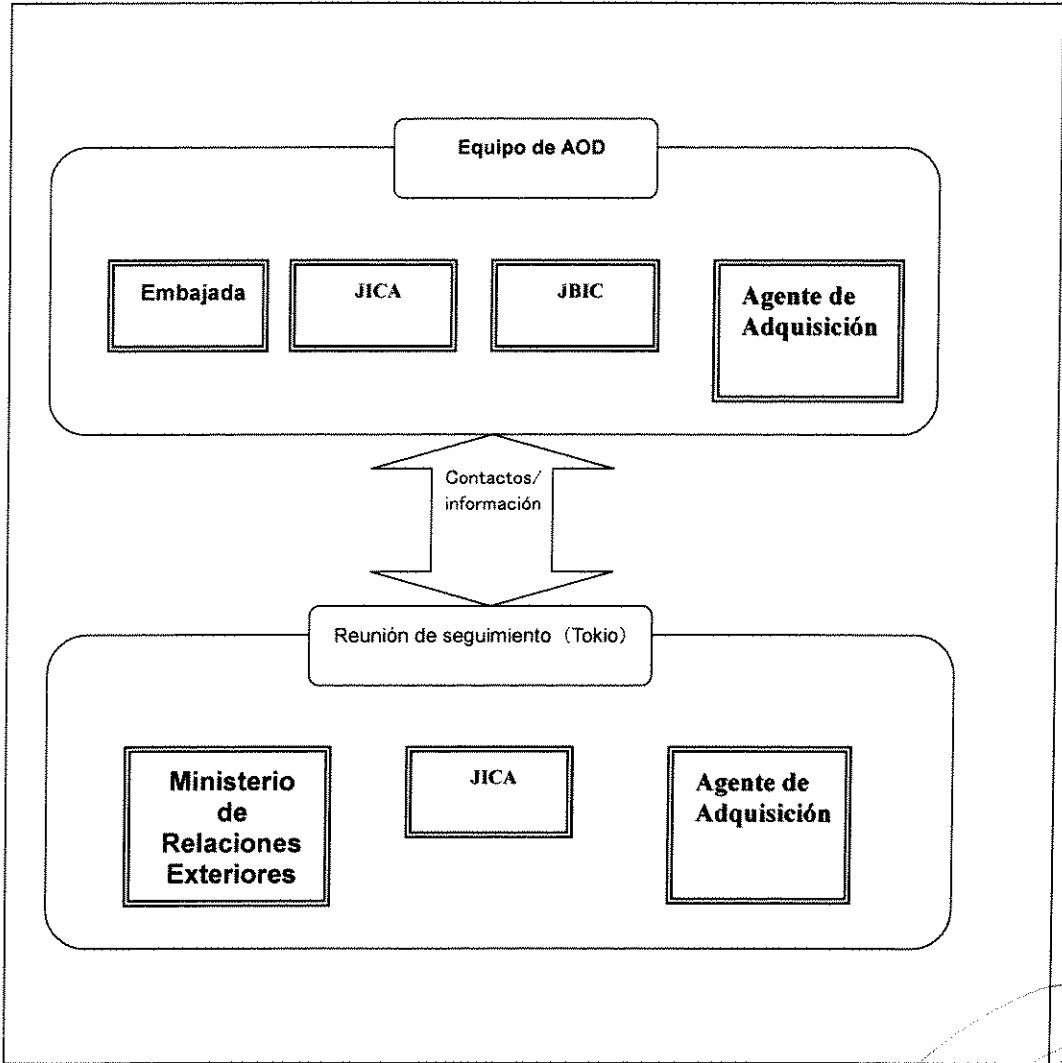 Equipo de AOD
Embajada
JICA
JBIC
Agente de
Adquisición
Contactos/
información
Reunión de seguimiento（Tokio）
Ministerio
de
Relaciones
Exteriores
JICA
Agente de
Adquisición